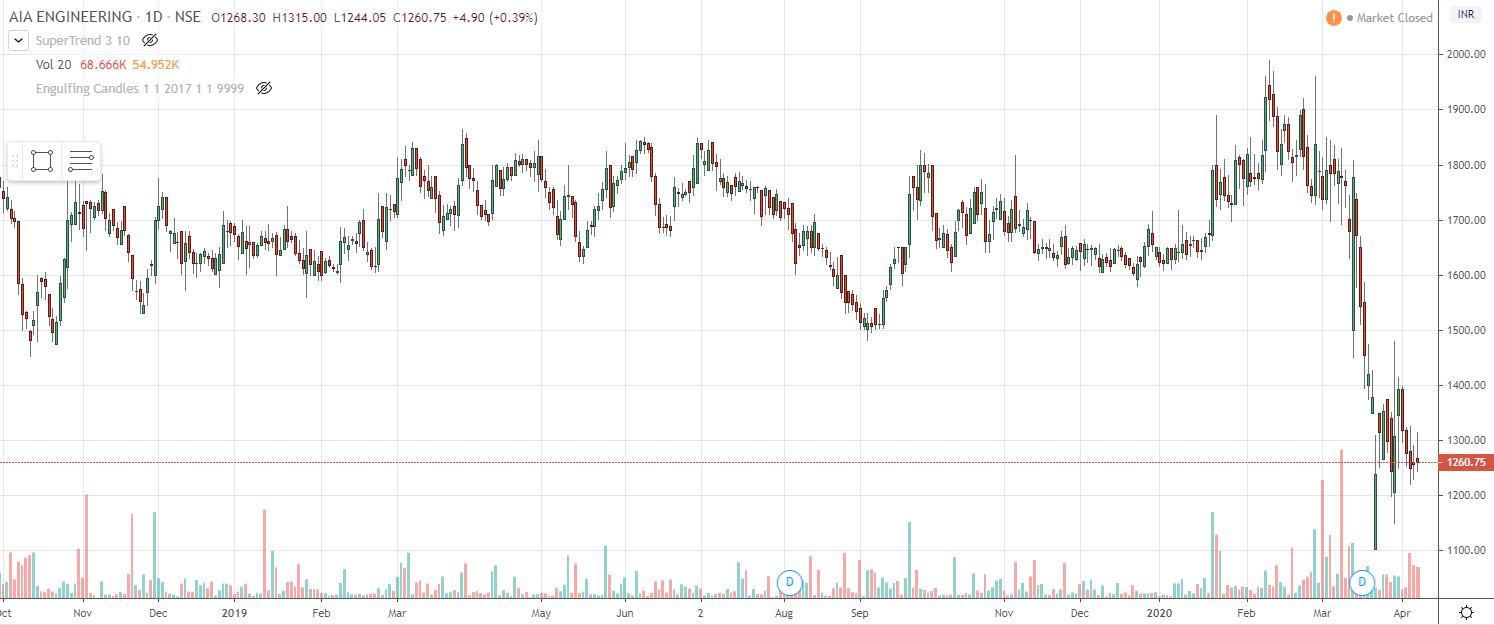 AIA ENGINEERING · 1D · NSE O1268.30 H1315.00 L1244.05 C1260.75 +4.90 (+0.39%)
! Market Closed INR
SuperTrend 3 10
Vol 20 68.666K 54.952K
Engulfing Candles 1 1 2017 1 1 9999
2000.00
1900.00
1800.00
1700.00
1600.00
1500.00
1400.00
1300.00
1260.75
1200.00
1100.00
D D
Oct Nov Dec 2019 Feb Mar May Jun 2 Aug Sep Nov Dec 2020 Feb Mar Apr